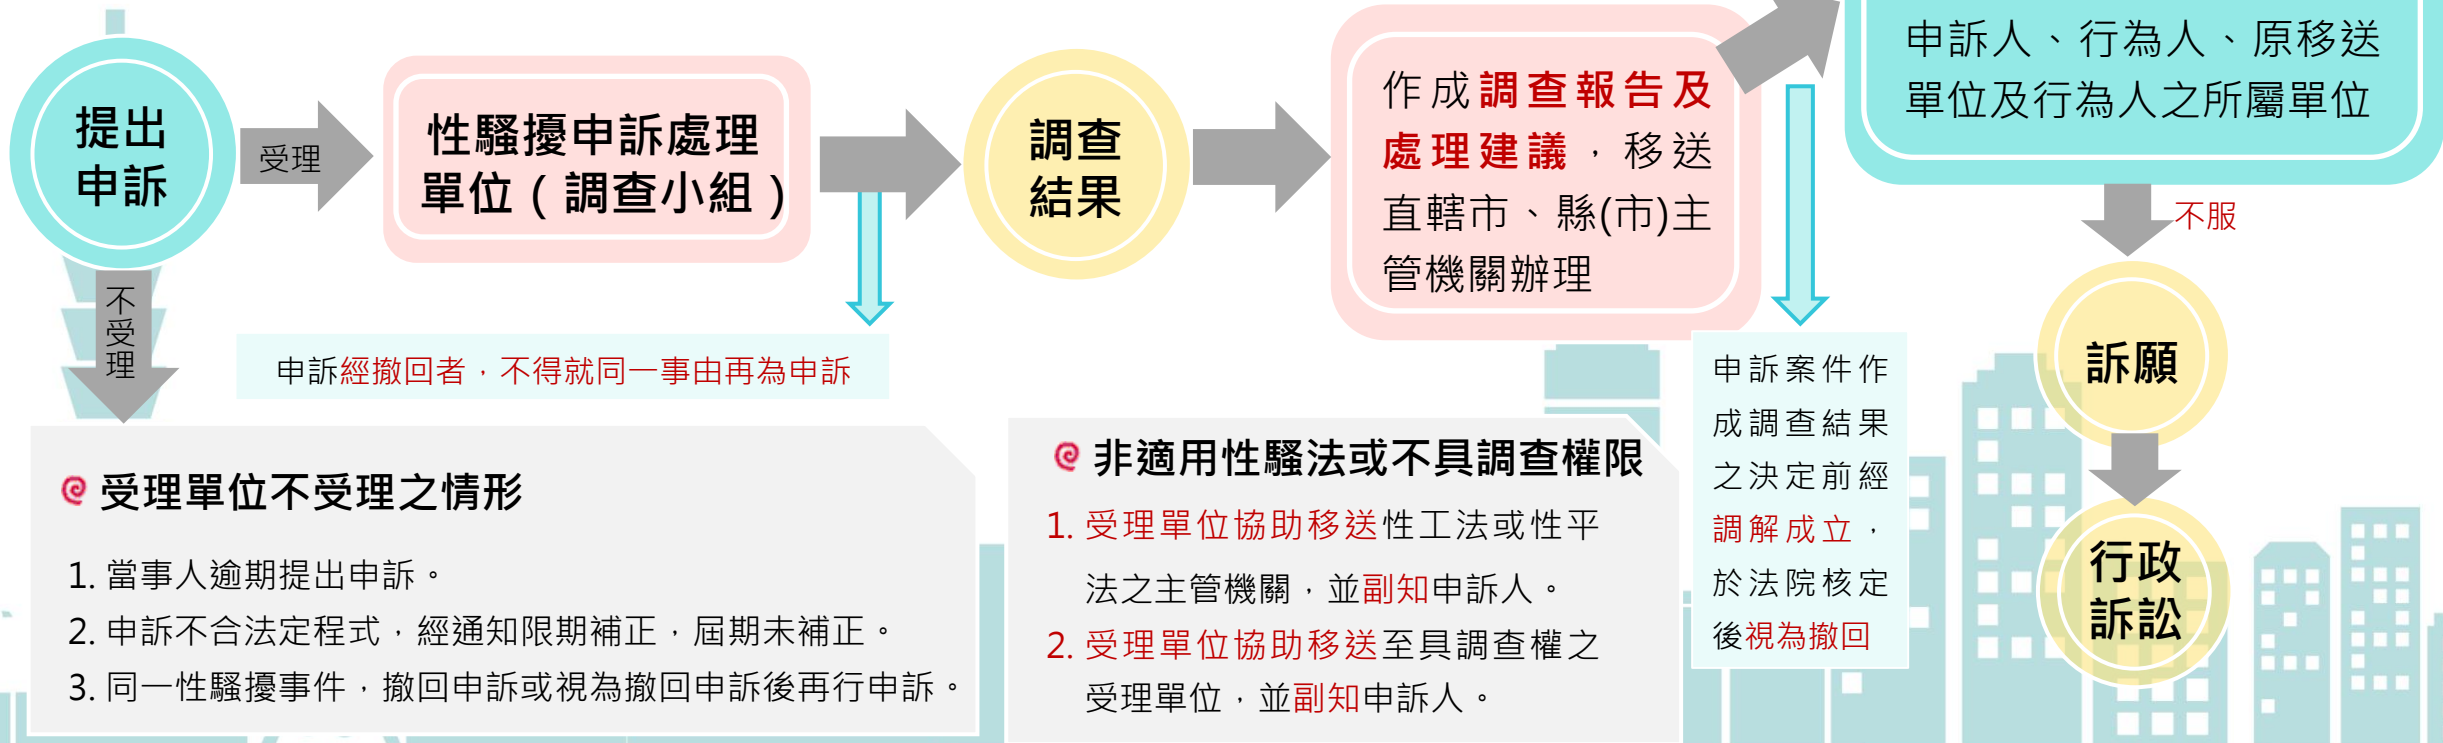 提出
申訴
受理
性騷擾申訴處理
單位（調查小組）
調查
結果
作成調查報告及
處理建議，移送
直轄市、縣(市)主
管機關辦理
申訴人、行為人、原移送
單位及行為人之所屬單位
不服
訴願
行政
訴訟
不受理
申訴經撤回者，不得就同一事由再為申訴
申訴案件作
成調查結果
之決定前經
調解成立，
於法院核定
後視為撤回
受理單位不受理之情形
1. 當事人逾期提出申訴。
2. 申訴不合法定程式，經通知限期補正，屆期未補正。
3. 同一性騷擾事件，撤回申訴或視為撤回申訴後再行申訴。
非適用性騷法或不具調查權限
1. 受理單位協助移送性工法或性平
法之主管機關，並副知申訴人。
2. 受理單位協助移送至具調查權之
受理單位，並副知申訴人。